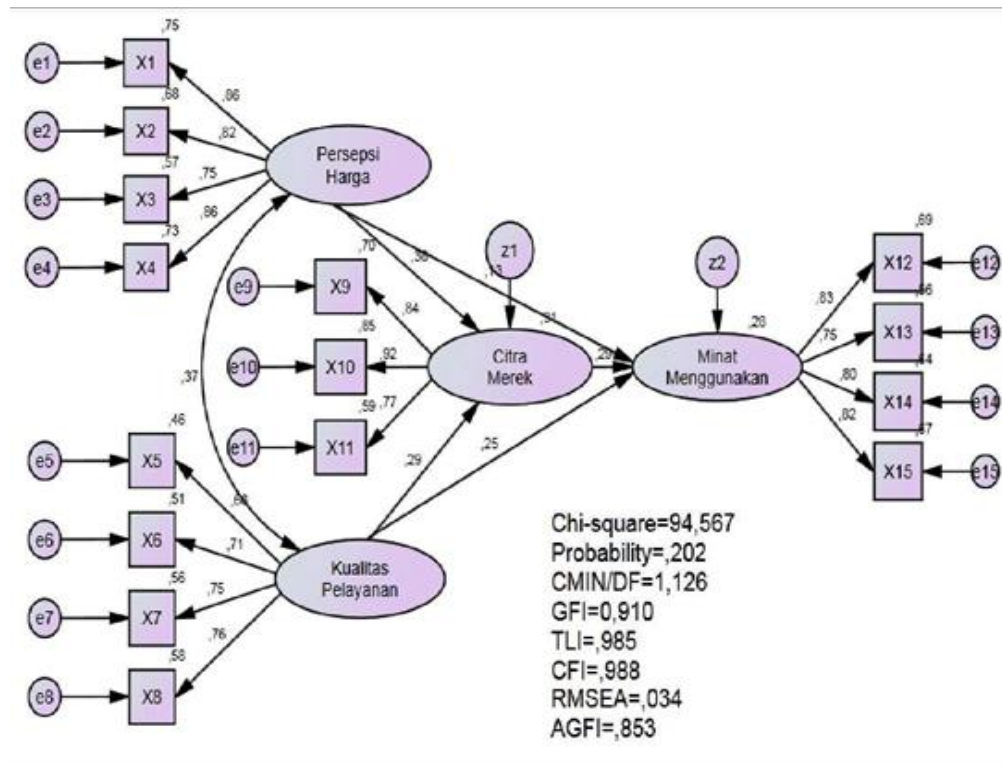 ,75
e1
X1
,86
,68
e2
X2
,82
,57
e3
X3
,75
,73
e4
X4
,86
Persepsi
Harga
,70
e9
X9
,84
,85
e10
X10
,92
,59
e11
X11
,77
z1
,31
Citra
Merek
z2
,28
Minat
Menggunakan
,69
X12
e12
,83
X13
e13
,75
X14
e14
,80
X15
e15
,82
,37
,29
,25
,46
e5
X5
,51
e6
X6
,71
,56
e7
X7
,75
,58
e8
X8
,76
Kualitas
Pelayanan
Chi-square=94,567
Probability=,202
CMIN/DF=1,126
GFI=0,910
TLI=,985
CFI=,988
RMSEA=,034
AGFI=,853